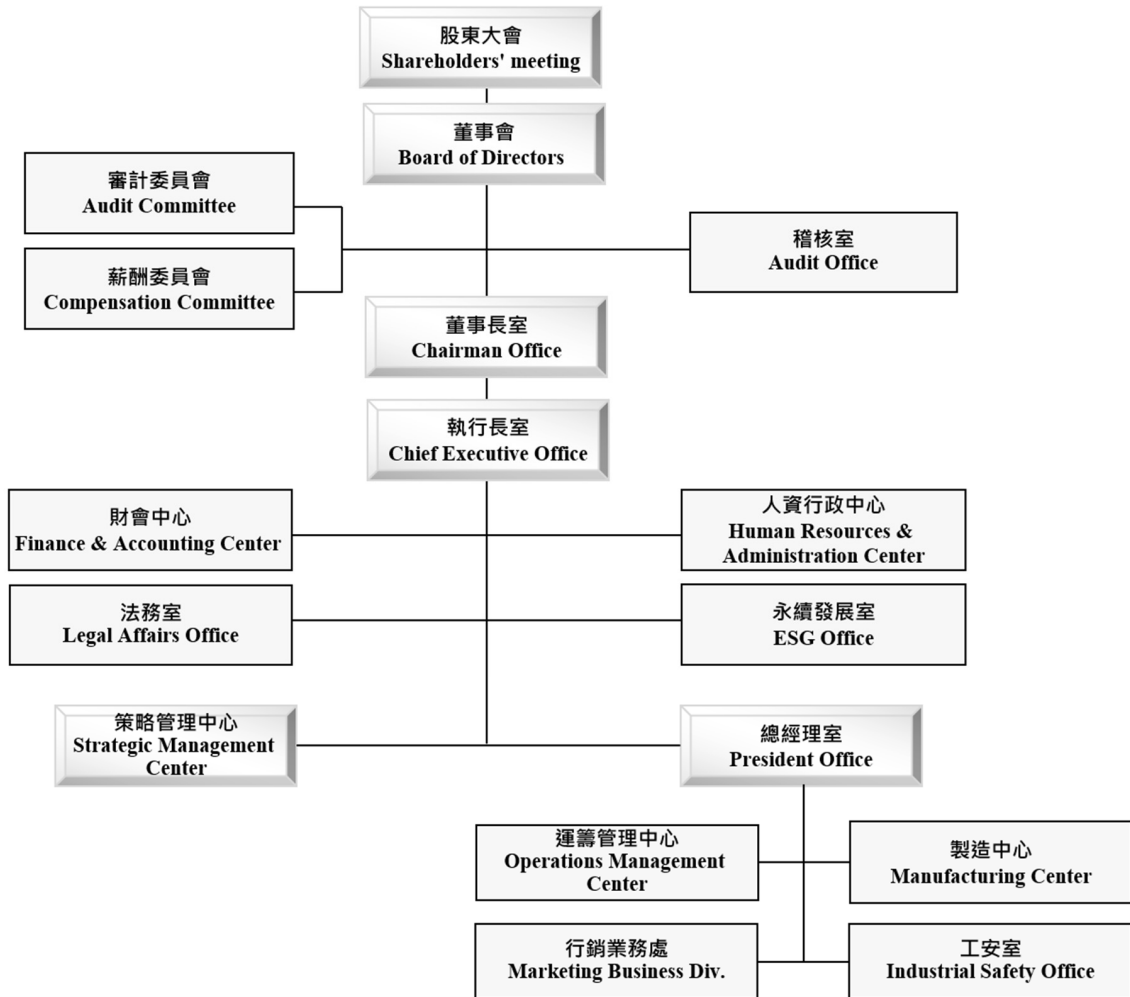 股東大會
Shareholders' meeting
董事會
Board of Directors
審計委員會
Audit Committee
稽核室
Audit Office
薪酬委員會
Compensation Committee
董事長室
Chairman Office
執行長室
Chief Executive Office
財會中心
Finance & Accounting Center
人資行政中心
Human Resources &
Administration Center
法務室
Legal Affairs Office
永續發展室
ESG Office
策略管理中心
Strategic Management
Center
總經理室
President Office
運籌管理中心
Operations Management
Center
製造中心
Manufacturing Center
行銷業務處
Marketing Business Div.
工安室
Industrial Safety Office